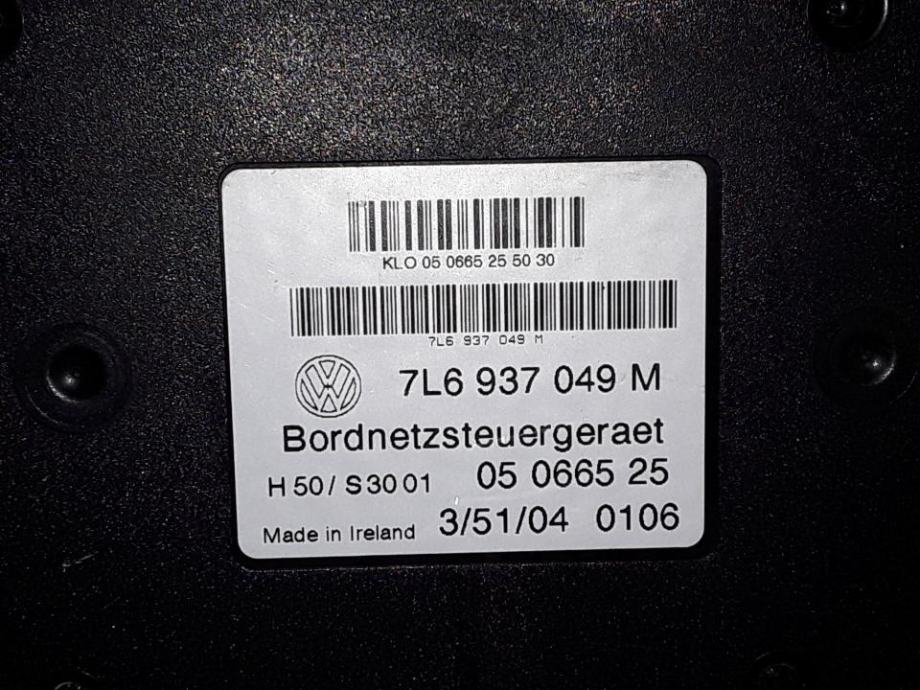 KLO 05 0665 25 50 30
7L6 937 049 M
7L6 937 049 M
Bordnetzsteuergeraet
H 50 / S 30 01 05 0665 25
Made in Ireland 3/51/04 0106